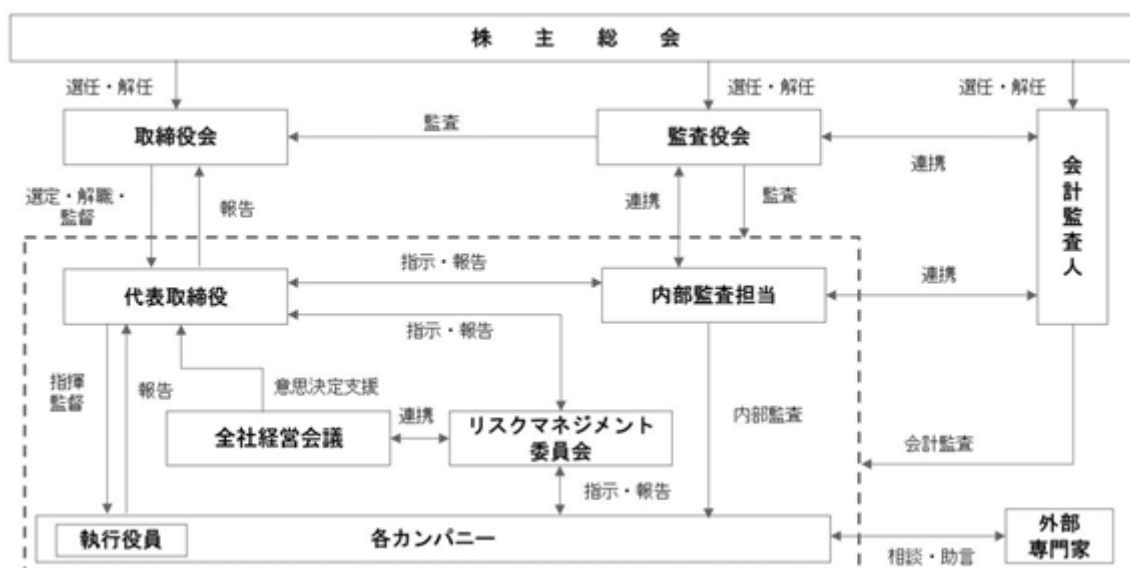 株主総会
選任・解任
選任・解任
選任・解任
取締役会
監査
監査役会
連携
会計監査人
選定・解職・
監督
報告
連携
監査
代表取締役
指示・報告
内部監査担当
連携
指示・報告
指揮
監督
報告
意思決定支援
全社経営会議
連携
リスクマネジメント
委員会
内部監査
会計監査
指示・報告
執行役員
各カンパニー
相談・助言
外部
専門家